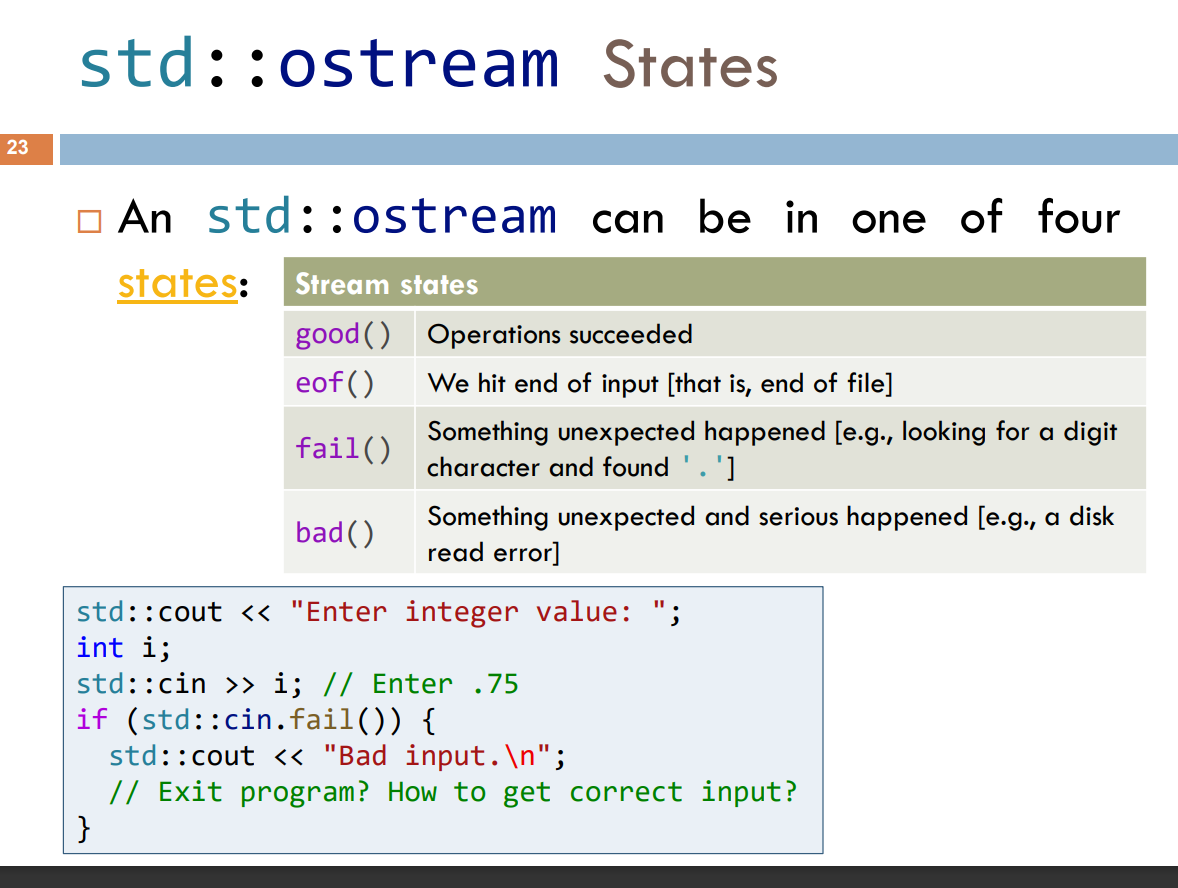 std::ostream States
23
An std::ostream can be in one of four
states:
Stream states
good() Operations succeeded
eof() We hit end of input [that is, end of file]
fail() Something unexpected happened [e.g., looking for a digit
character and found '.']
bad() Something unexpected and serious happened [e.g., a disk
read error]
std::cout << "Enter integer value: ";
int i;
std::cin >> i; // Enter .75
if (std::cin.fail()) {
  std::cout << "Bad input.\n";
  // Exit program? How to get correct input?
}